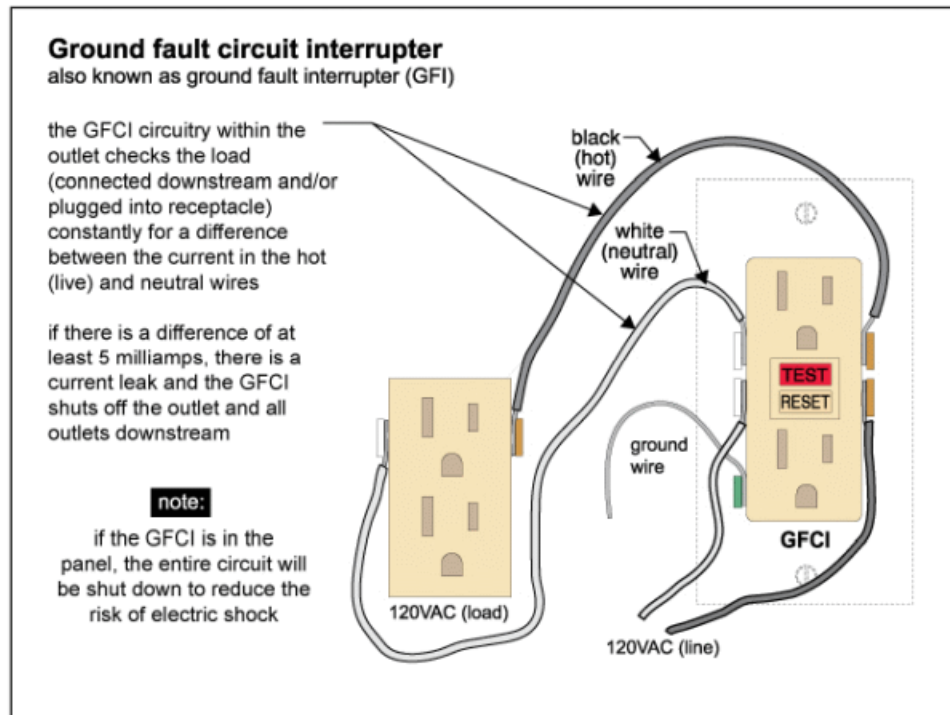 Ground fault circuit interrupter
also known as ground fault interrupter (GFI)
the GFCI circuitry within the
outlet checks the load
(connected downstream and/or
plugged into receptacle)
constantly for a difference
between the current in the hot
(live) and neutral wires
if there is a difference of at
least 5 milliamps, there is a
current leak and the GFCI
shuts off the outlet and all
outlets downstream
note:
if the GFCI is in the
panel, the entire circuit will
be shut down to reduce the
risk of electric shock
black
(hot)
wire
white
(neutral)
wire
TEST
RESET
ground
wire
GFCI
120VAC (load)
120VAC (line)